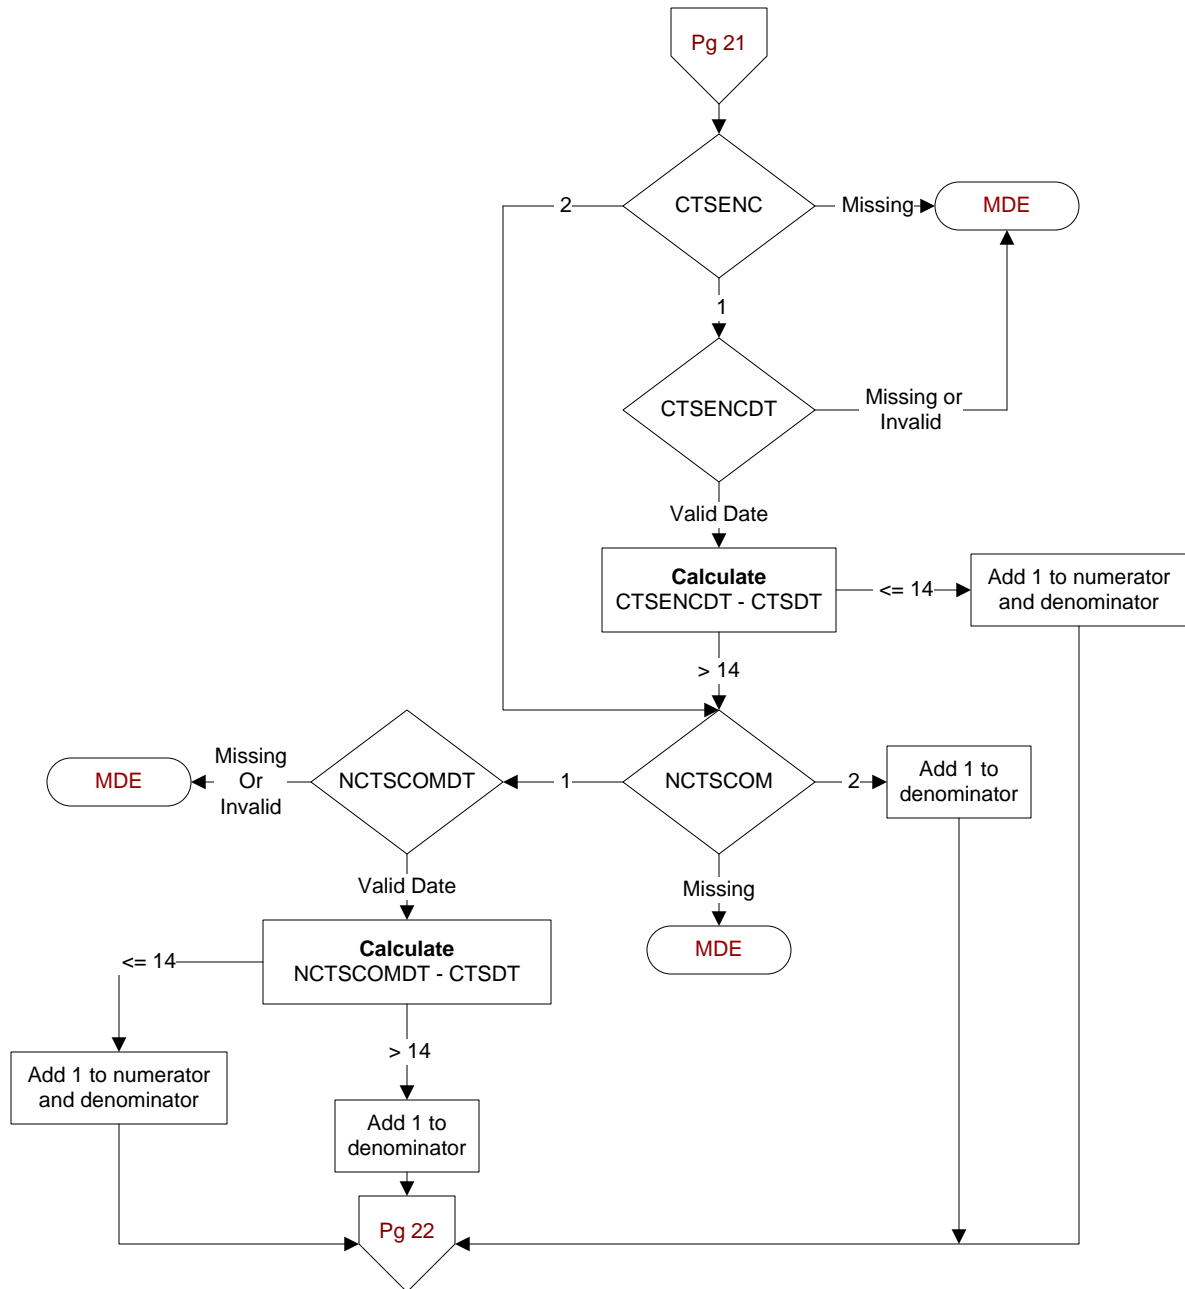 Pg 21
CTSENC
2
Missing
MDE
1
CTSENCDT
Missing or
Invalid
Valid Date
Calculate
CTSENCDT - CTSDT
<= 14
Add 1 to numerator
and denominator
> 14
NCTSCOM
2
Add 1 to
denominator
1
NCTSCOMDT
Missing
Or
Invalid
MDE
Missing
MDE
Valid Date
Calculate
NCTSCOMDT - CTSDT
<= 14
Add 1 to numerator
and denominator
> 14
Add 1 to
denominator
Pg 22